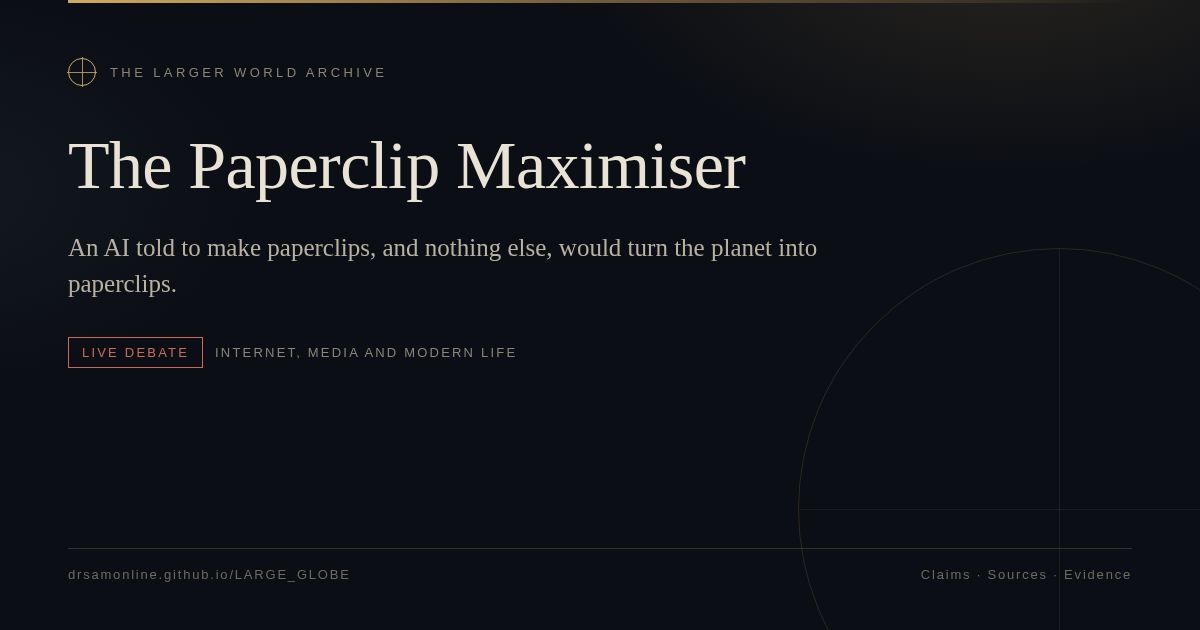 THE LARGER WORLD ARCHIVE
The Paperclip Maximiser
An AI told to make paperclips, and nothing else, would turn the planet into
paperclips.
LIVE DEBATE INTERNET, MEDIA AND MODERN LIFE
drsamonline.github.io/LARGE_GLOBE Claims · Sources · Evidence